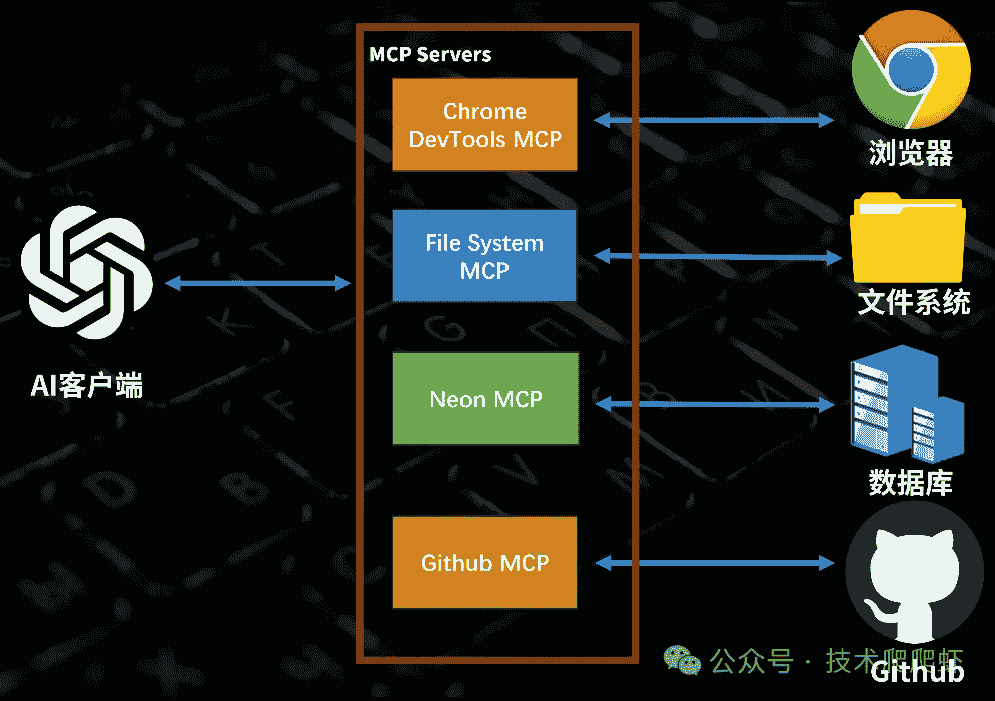 MCP Servers
Chrome
DevTools MCP
浏览器
File System
MCP
文件系统
AI客户端
Neon MCP
数据库
Github MCP
公众号 · 技术爬爬虾
Github